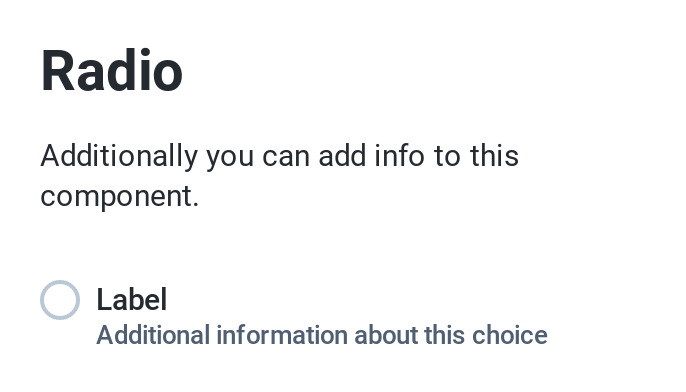 Radio
Additionally you can add info to this
component.
Label
Additional information about this choice